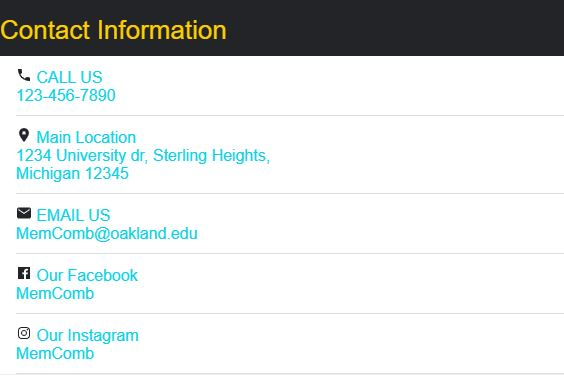 Contact Information
CALL US
123-456-7890
Main Location
1234 University dr, Sterling Heights,
Michigan 12345
EMAIL US
MemComb@oakland.edu
Our Facebook
MemComb
Our Instagram
MemComb